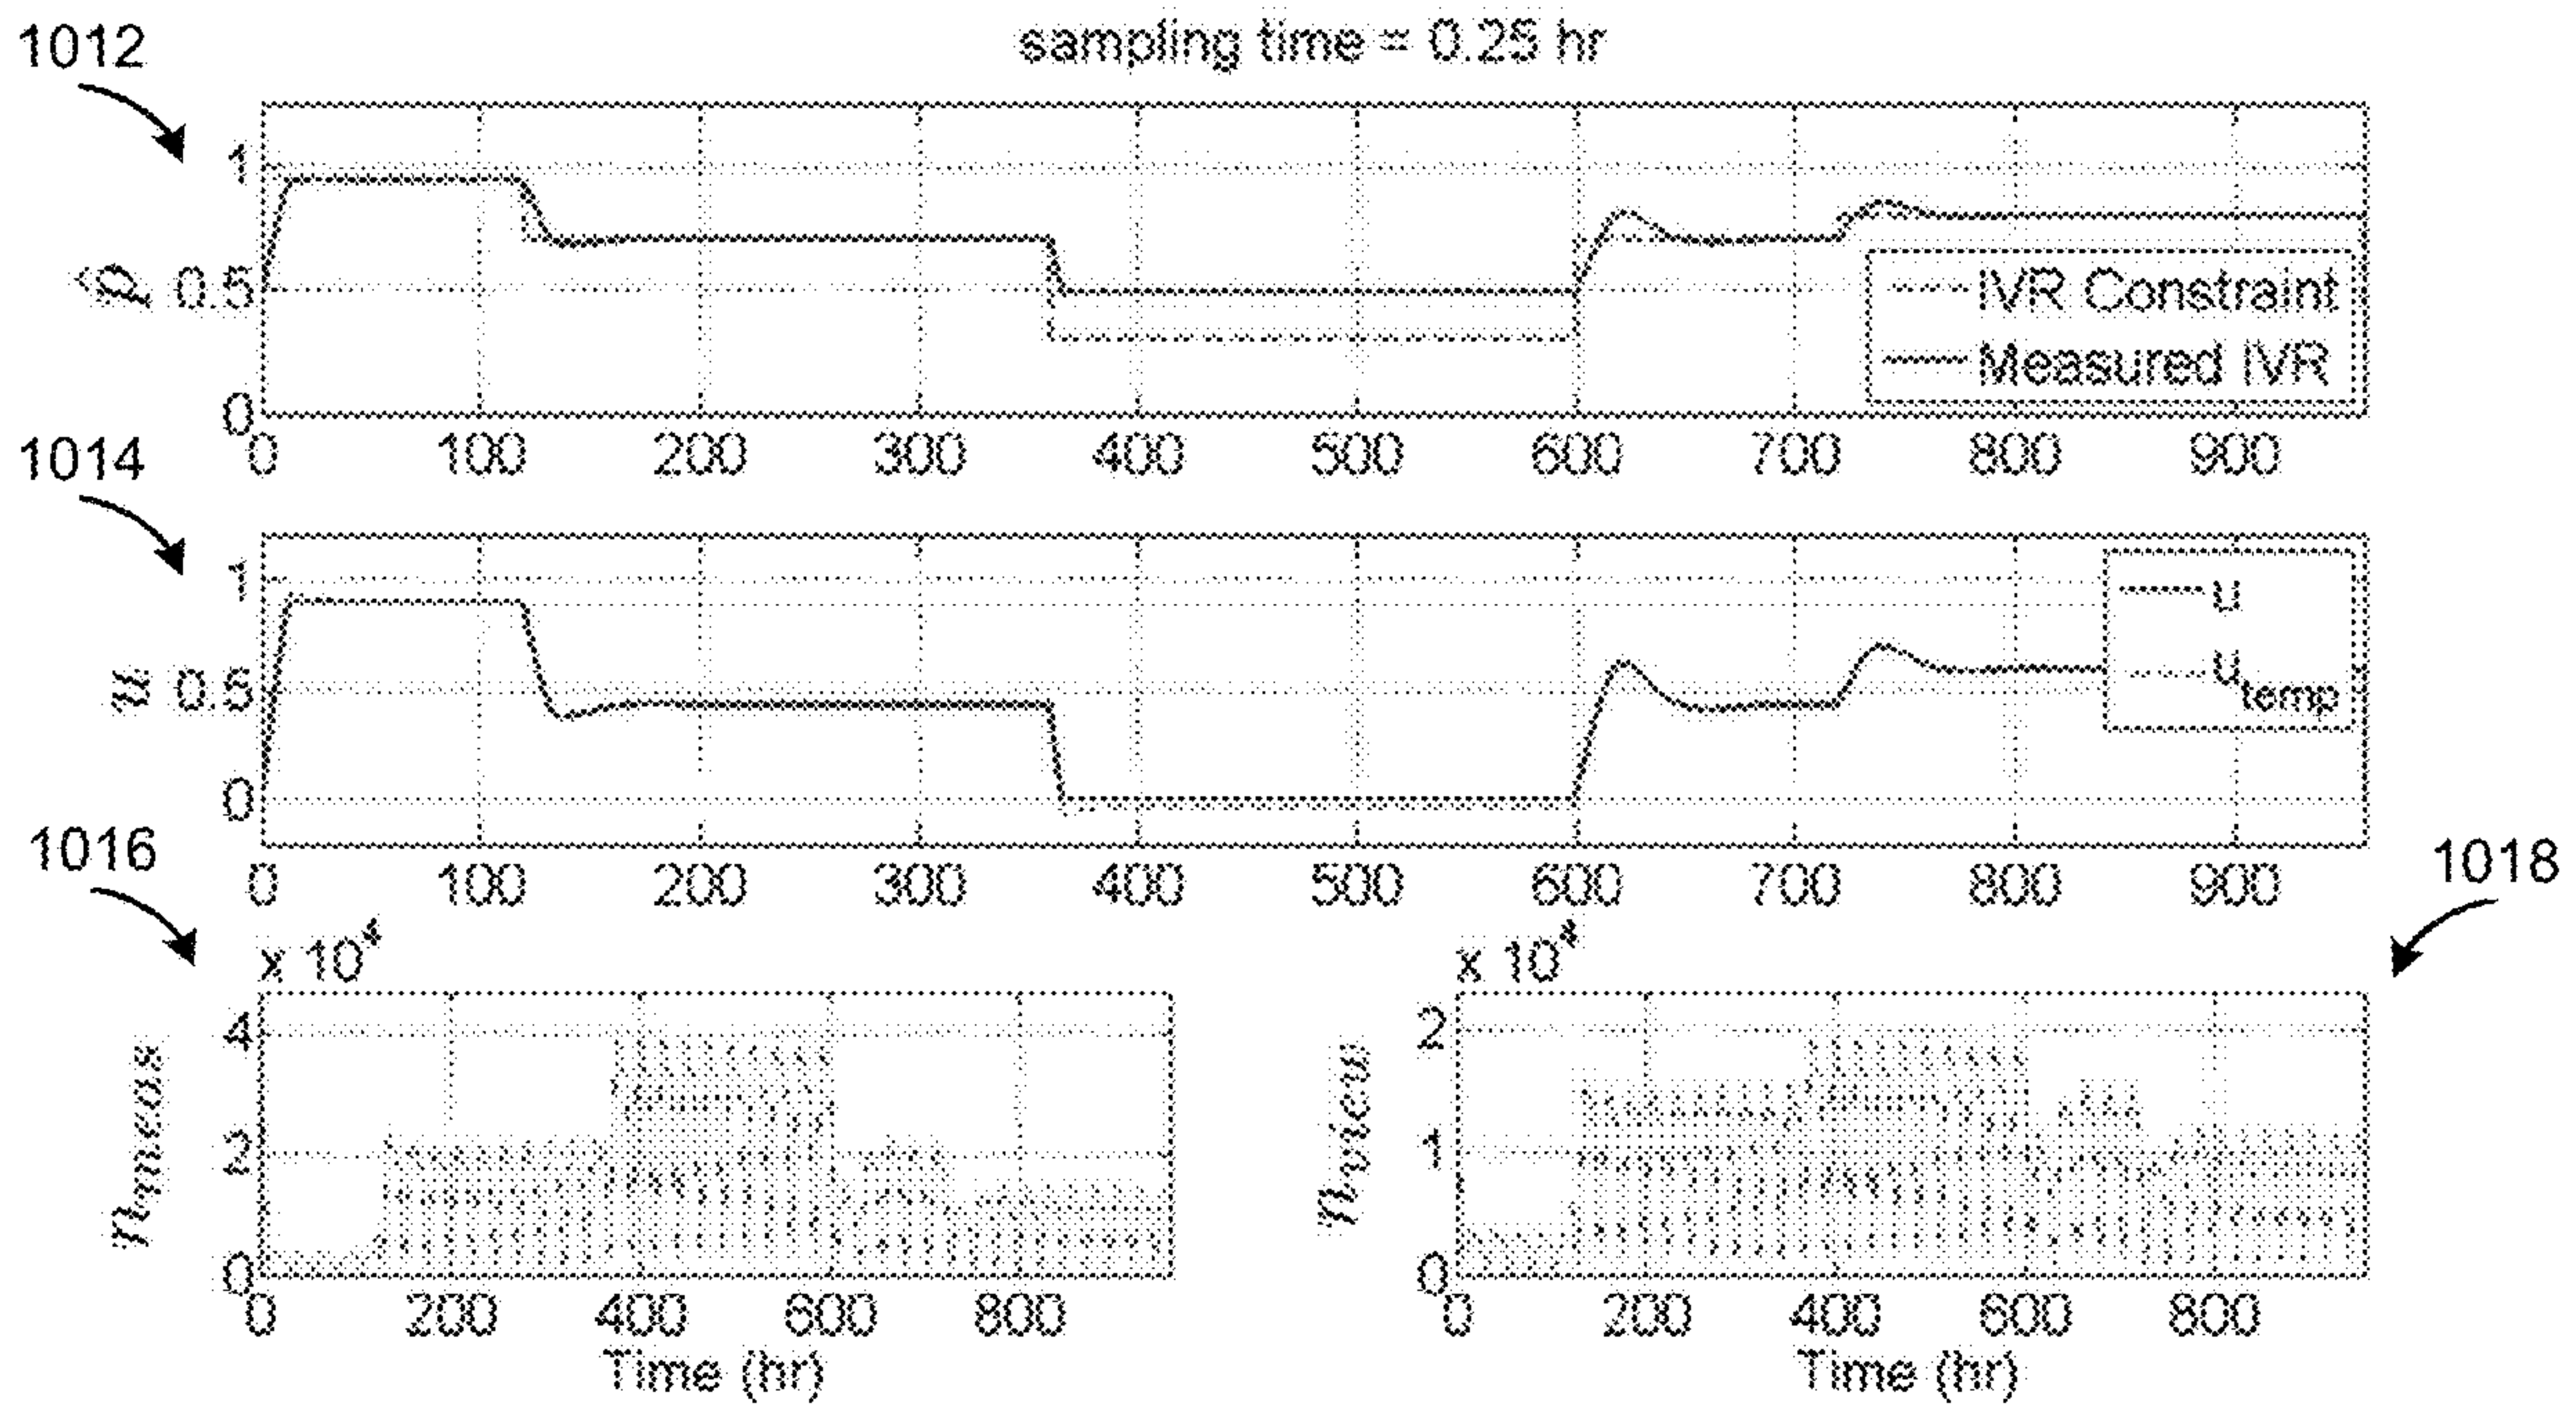 1012
sampling time = 0.25 hr
1
p̂ 0.5
0
IVR Constraint
Measured IVR
0 100 200 300 400 500 600 700 800 900
1014
1
u 0.5
0
u
u_temp
0 100 200 300 400 500 600 700 800 900
1016
1018
x 10⁴
x 10⁴
4
n_meas 2
0
2
n_view 1
0
0 200 400 600 800
0 200 400 600 800
Time (hr)
Time (hr)